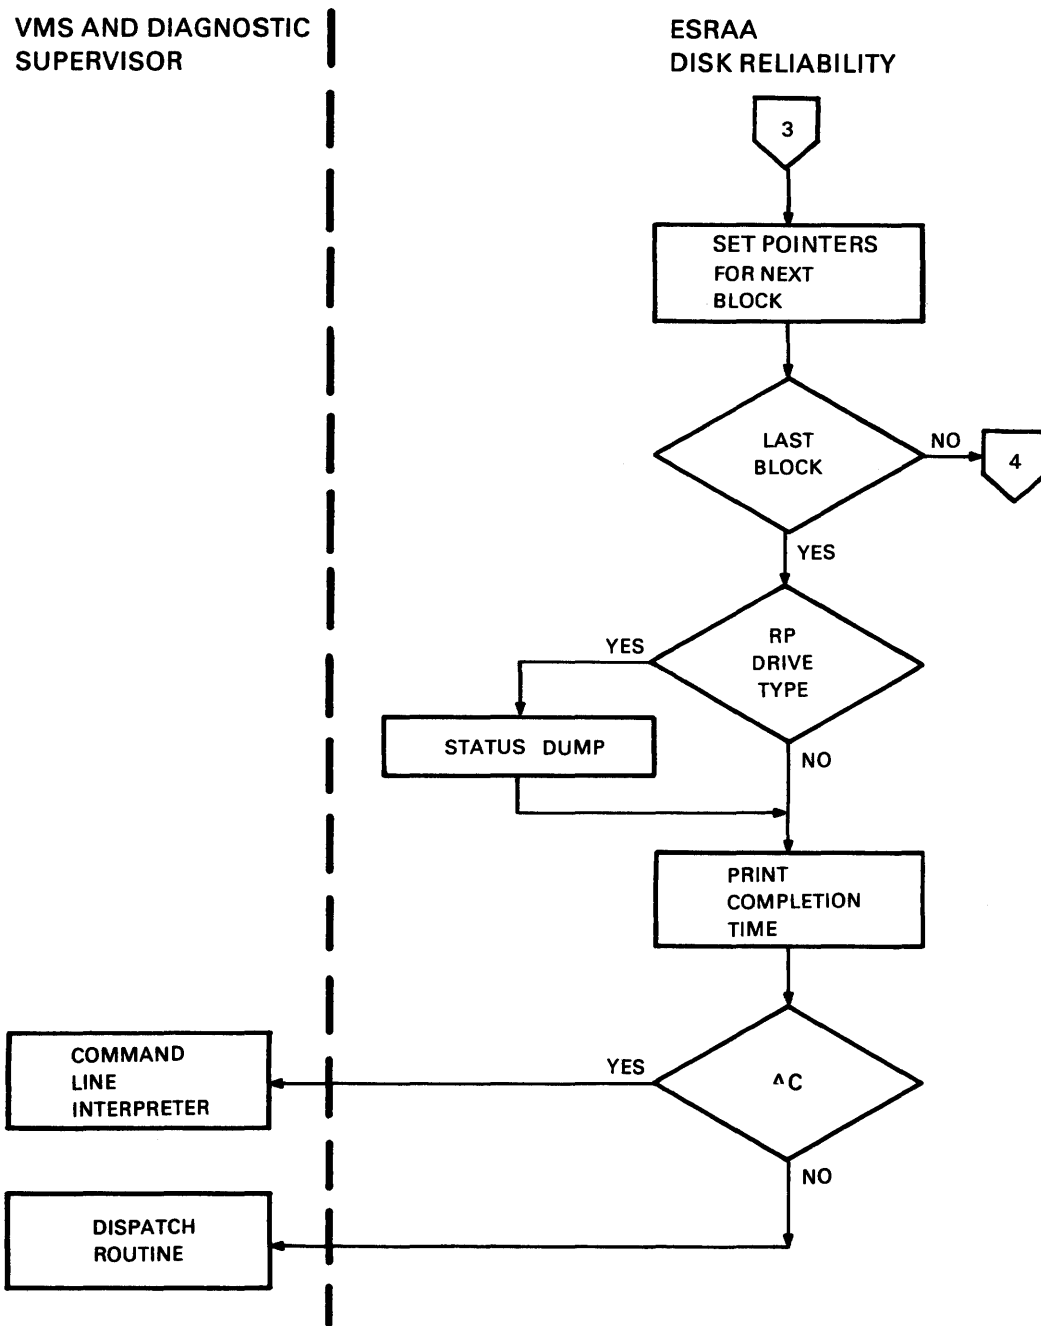 VMS AND DIAGNOSTIC
SUPERVISOR
ESRAA
DISK RELIABILITY
3
SET POINTERS
FOR NEXT
BLOCK
LAST
BLOCK
NO
4
YES
RP
DRIVE
TYPE
YES
STATUS DUMP
NO
PRINT
COMPLETION
TIME
^C
YES
COMMAND
LINE
INTERPRETER
NO
DISPATCH
ROUTINE